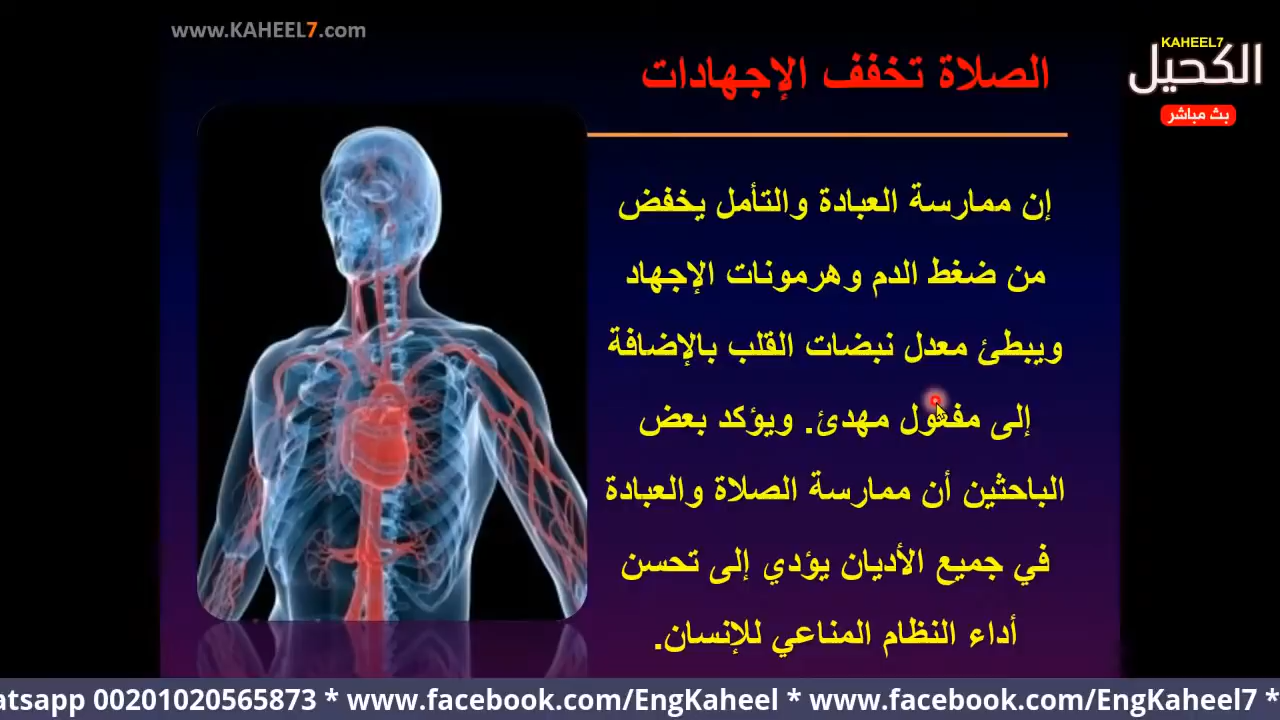 www.KAHEEL7.com
KAHEEL7
الكحيل
بث مباشر
الصلاة تخفف الإجهادات
إن ممارسة العبادة والتأمل يخفض
من ضغط الدم وهرمونات الإجهاد
ويبطئ معدل نبضات القلب بالإضافة
إلى مفعول مهدئ. ويؤكد بعض
الباحثين أن ممارسة الصلاة والعبادة
في جميع الأديان يؤدي إلى تحسن
أداء النظام المناعي للإنسان.
atsapp 00201020565873 * www.facebook.com/EngKaheel * www.facebook.com/EngKaheel7 *